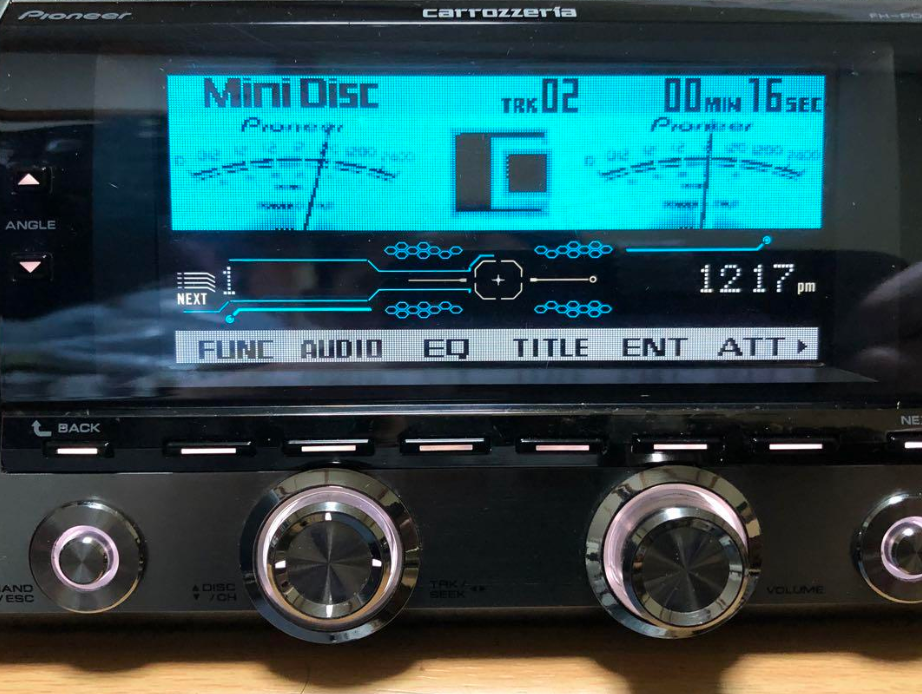 Pioneer
carrozzeria
Mini Disc TRK 02 00 MIN 16 SEC
Pioneer Pioneer
ANGLE
NEXT 1 12 17 pm
FUNC AUDIO EQ TITLE ENT ATT
BACK
DISC /CH
TRK/ SEEK
VOLUME
/ESC